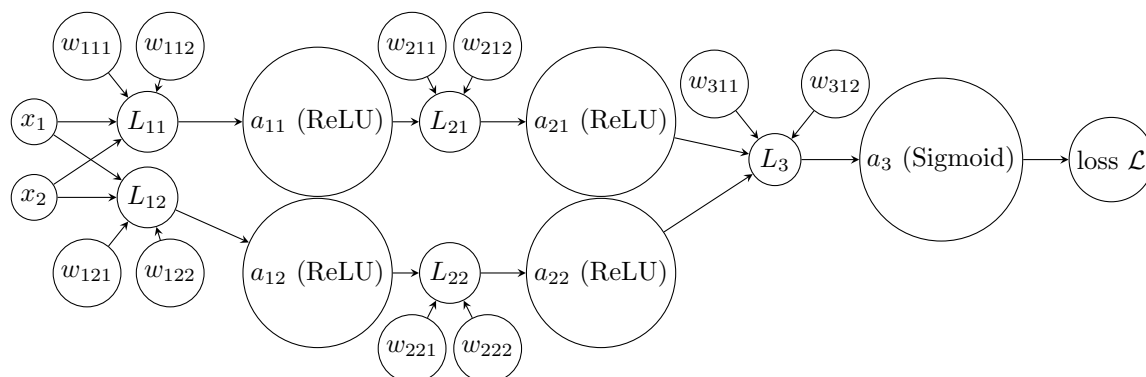 w₁₁₁ w₁₁₂ w₂₁₁ w₂₁₂
w₃₁₁ w₃₁₂
x₁ L₁₁ a₁₁ (ReLU) L₂₁ a₂₁ (ReLU)
L₃ a₃ (Sigmoid) loss ℒ
x₂ L₁₂
w₁₂₁ w₁₂₂ a₁₂ (ReLU) L₂₂ a₂₂ (ReLU)
w₂₂₁ w₂₂₂